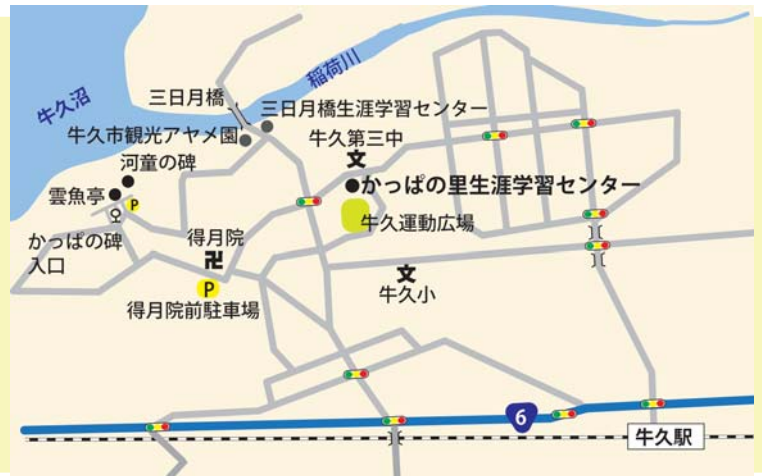 稲荷川
牛久沼
三日月橋
三日月橋生涯学習センター
牛久市観光アヤメ園
牛久第三中
文
河童の碑
かっぱの里生涯学習センター
雲魚亭
P
牛久運動広場
かっぱの碑
入口
得月院
卍
文
牛久小
P
得月院前駐車場
6
牛久駅